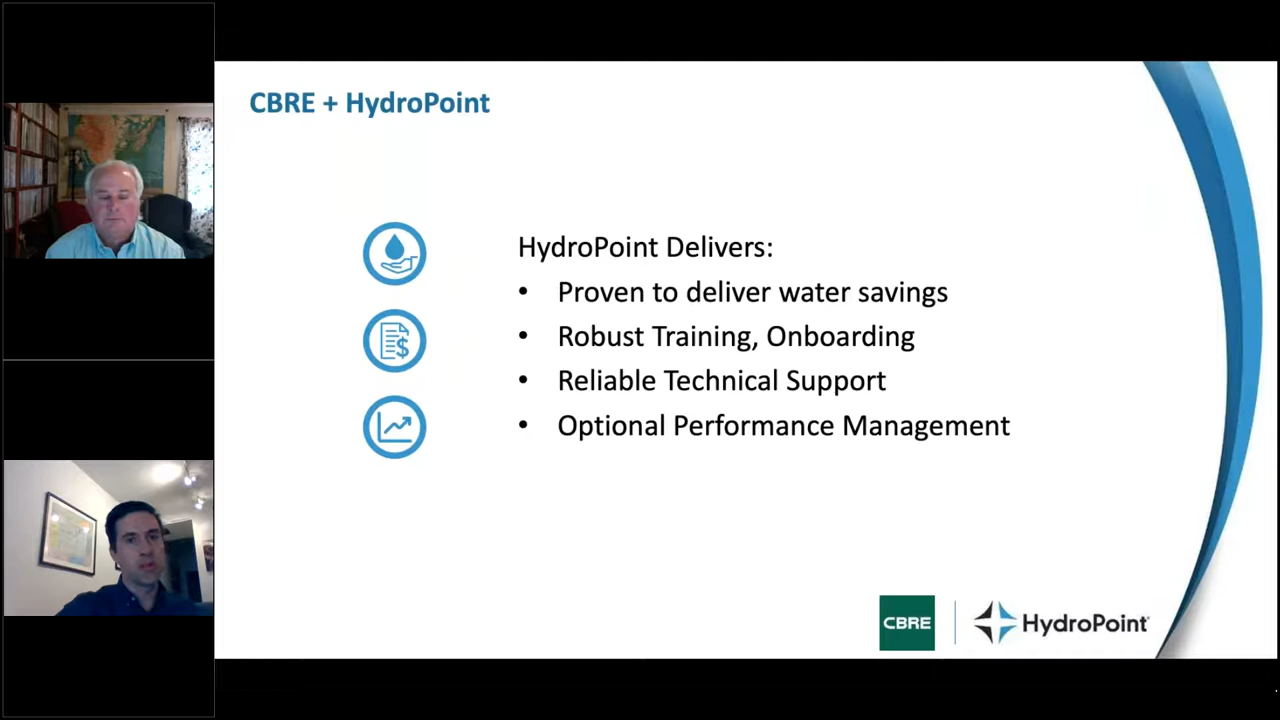 CBRE + HydroPoint
HydroPoint Delivers:
• Proven to deliver water savings
• Robust Training, Onboarding
• Reliable Technical Support
• Optional Performance Management
CBRE
HydroPoint